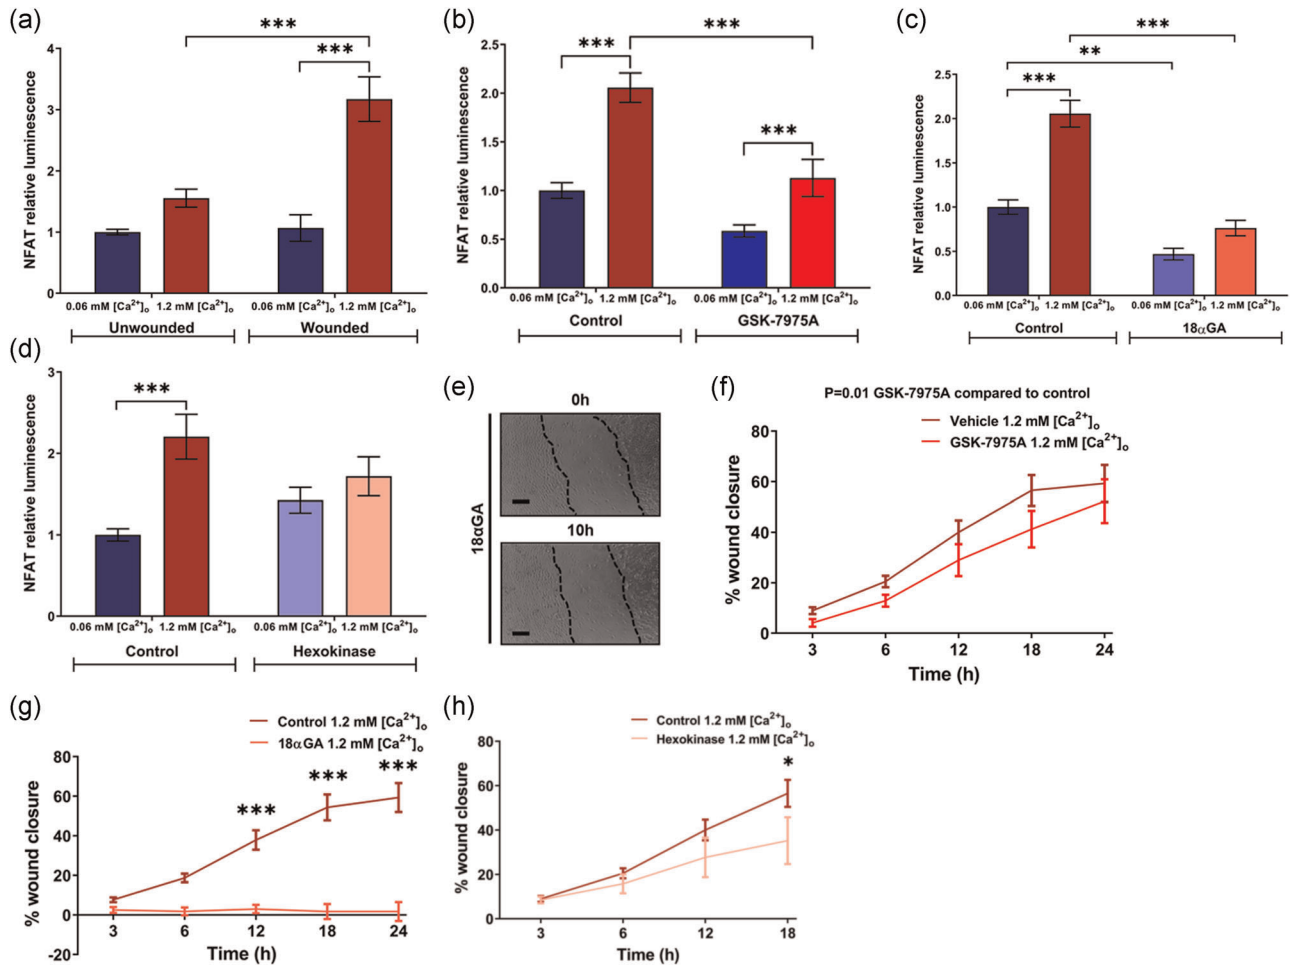 (a)
***
***
NFAT relative luminescence
4
3
2
1
0
0.06 mM [Ca²⁺]ₒ 1.2 mM [Ca²⁺]ₒ 0.06 mM [Ca²⁺]ₒ 1.2 mM [Ca²⁺]ₒ
Unwounded Wounded
(b)
***
***
***
NFAT relative luminescence
2.5
2.0
1.5
1.0
0.5
0.0
0.06 mM [Ca²⁺]ₒ 1.2 mM [Ca²⁺]ₒ 0.06 mM [Ca²⁺]ₒ 1.2 mM [Ca²⁺]ₒ
Control GSK-7975A
(c)
***
**
***
NFAT relative luminescence
2.5
2.0
1.5
1.0
0.5
0.0
0.06 mM [Ca²⁺]ₒ 1.2 mM [Ca²⁺]ₒ 0.06 mM [Ca²⁺]ₒ 1.2 mM [Ca²⁺]ₒ
Control 18αGA
(d)
***
NFAT relative luminescence
3
2
1
0
0.06 mM [Ca²⁺]ₒ 1.2 mM [Ca²⁺]ₒ 0.06 mM [Ca²⁺]ₒ 1.2 mM [Ca²⁺]ₒ
Control Hexokinase
(e)
0h
18αGA
10h
(f)
P=0.01 GSK-7975A compared to control
Vehicle 1.2 mM [Ca²⁺]ₒ
GSK-7975A 1.2 mM [Ca²⁺]ₒ
% wound closure
80
60
40
20
0
3 6 12 18 24
Time (h)
(g)
Control 1.2 mM [Ca²⁺]ₒ
18αGA 1.2 mM [Ca²⁺]ₒ
*** *** ***
% wound closure
80
60
40
20
0
-20
3 6 12 18 24
Time (h)
(h)
Control 1.2 mM [Ca²⁺]ₒ
Hexokinase 1.2 mM [Ca²⁺]ₒ
*
% wound closure
80
60
40
20
0
3 6 12 18
Time (h)